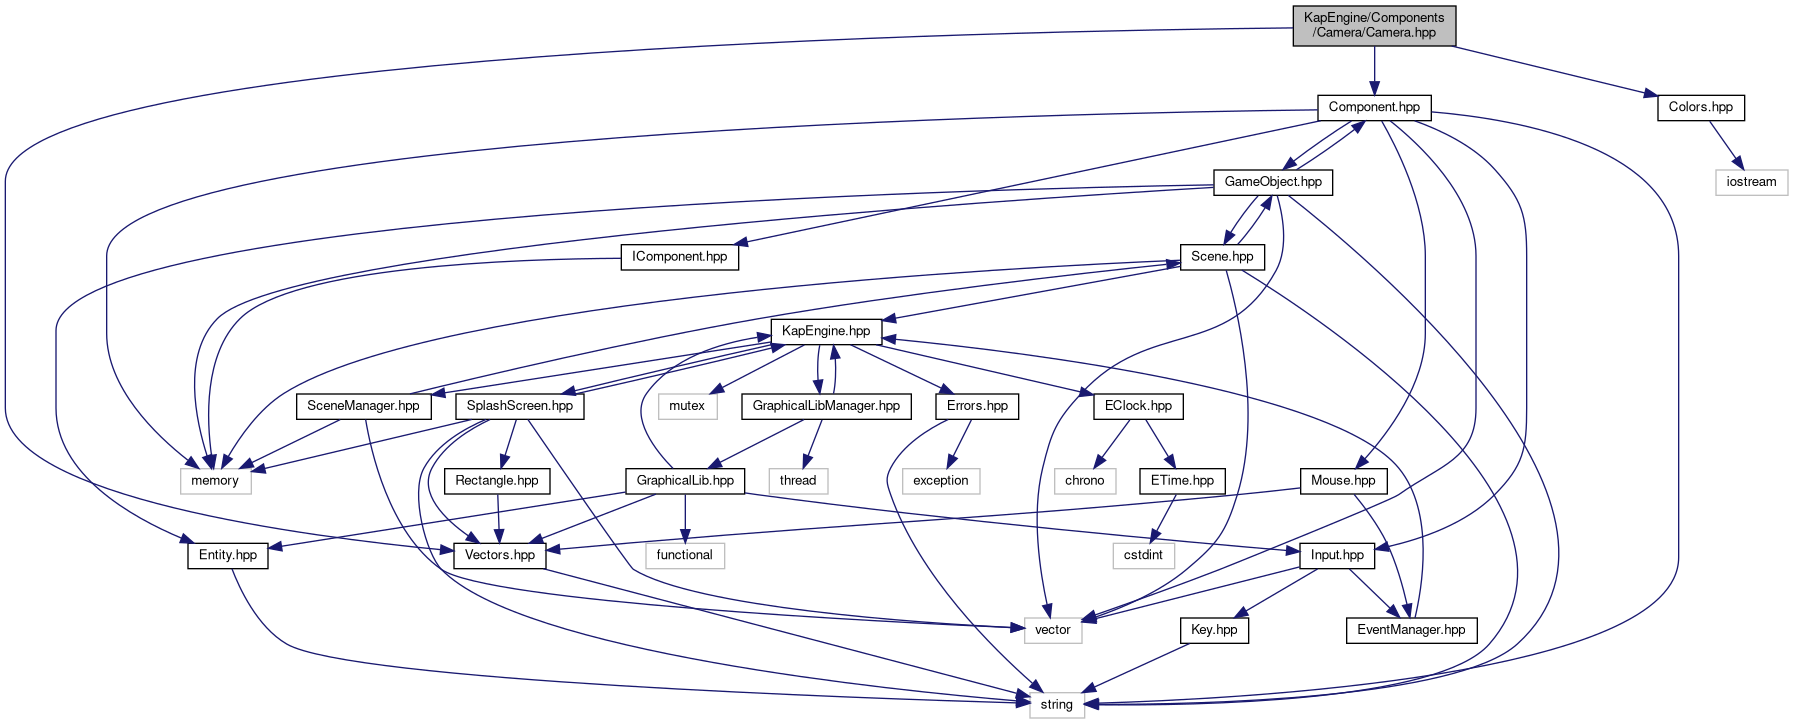 KapEngine/Components
/Camera/Camera.hpp
Component.hpp
Colors.hpp
GameObject.hpp
iostream
IComponent.hpp
Scene.hpp
KapEngine.hpp
SceneManager.hpp
SplashScreen.hpp
mutex
GraphicalLibManager.hpp
Errors.hpp
EClock.hpp
memory
Rectangle.hpp
GraphicalLib.hpp
thread
exception
chrono
ETime.hpp
Mouse.hpp
Entity.hpp
Vectors.hpp
functional
cstdint
Input.hpp
vector
Key.hpp
EventManager.hpp
string